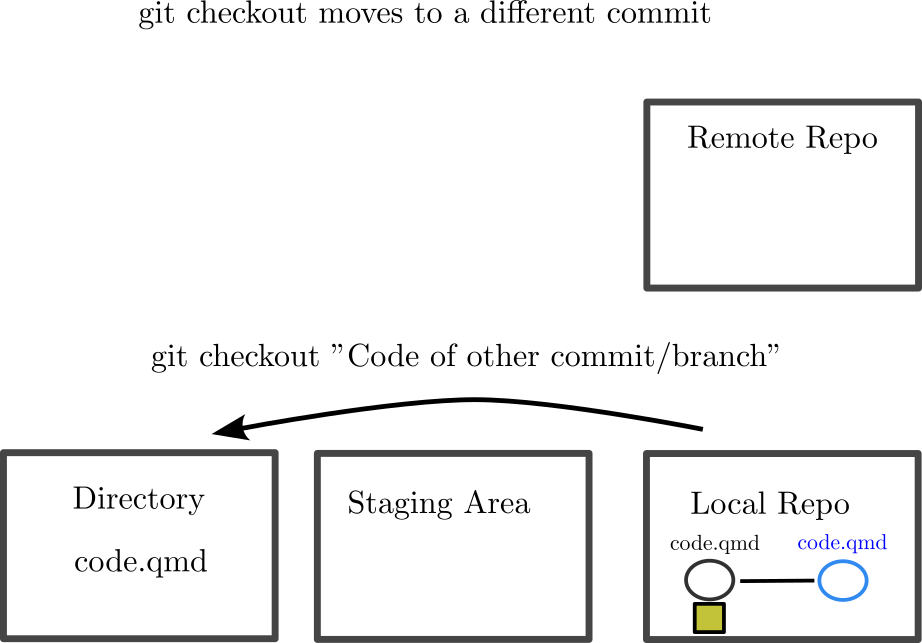 git checkout moves to a different commit
Remote Repo
git checkout ”Code of other commit/branch”
Directory
code.qmd
Staging Area
Local Repo
code.qmd
code.qmd